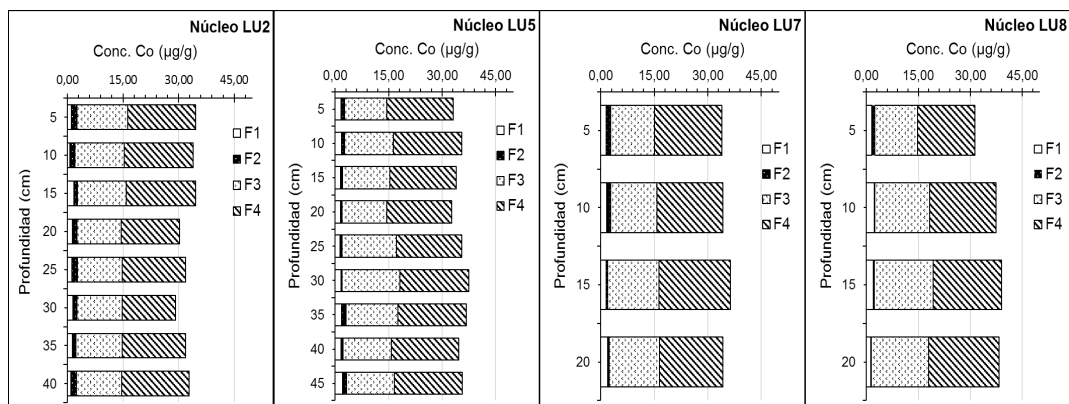 Núcleo LU2
Conc. Co (µg/g)
0,00 15,00 30,00 45,00
Profundidad (cm)
5
10
15
20
25
30
35
40
F1
F2
F3
F4
Núcleo LU5
Conc. Co (µg/g)
0,00 15,00 30,00 45,00
Profundidad (cm)
5
10
15
20
25
30
35
40
45
F1
F2
F3
F4
Núcleo LU7
Conc. Co (µg/g)
0,00 15,00 30,00 45,00
Profundidad (cm)
5
10
15
20
F1
F2
F3
F4
Núcleo LU8
Conc. Co (µg/g)
0,00 15,00 30,00 45,00
Profundidad (cm)
5
10
15
20
F1
F2
F3
F4